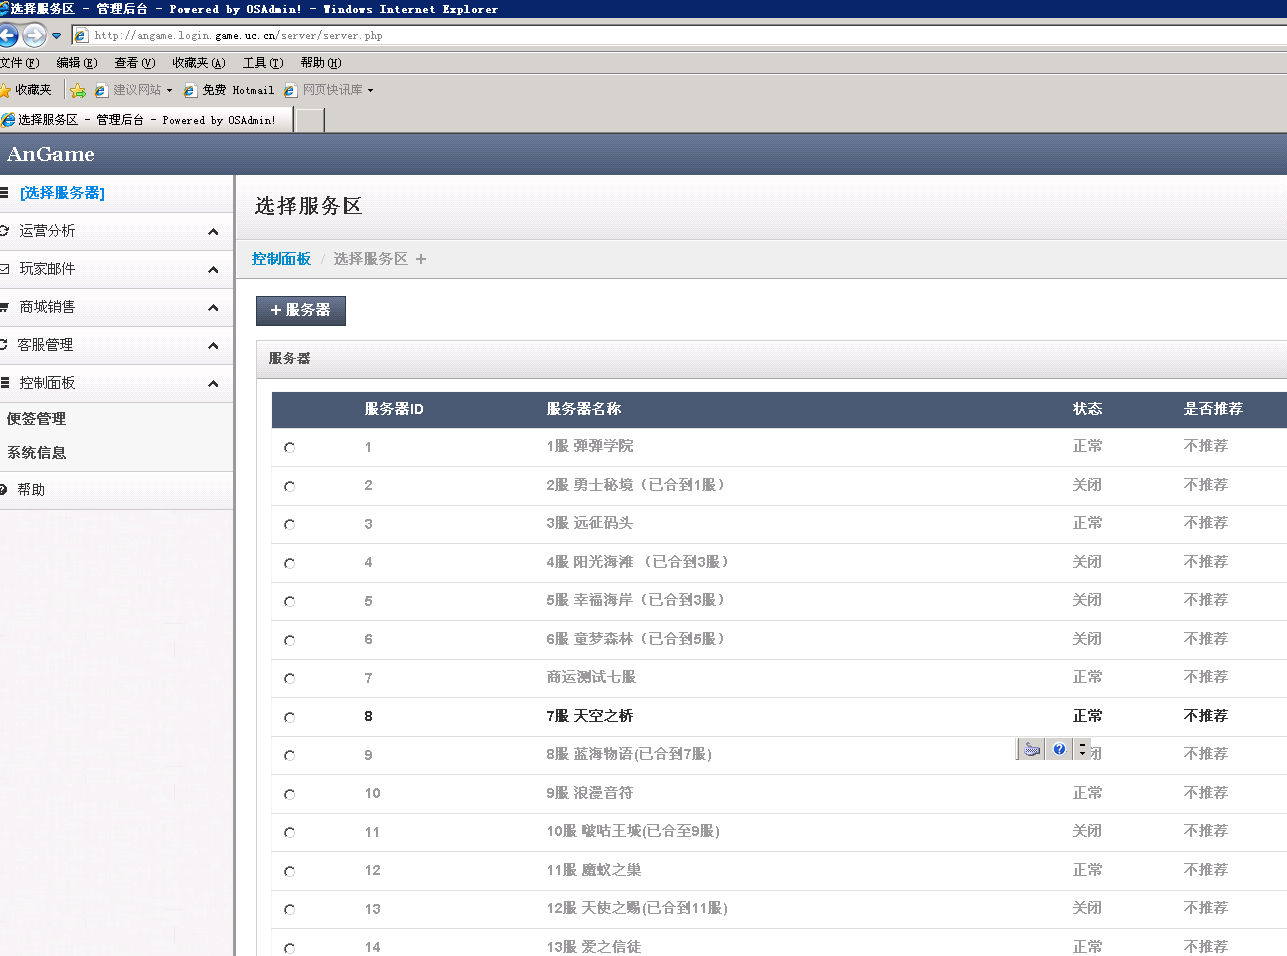 选择服务区 - 管理后台 - Powered by OSAdmin! - Windows Internet Explorer
http://angame.login.game.uc.cn/server/server.php
文件(F) 编辑(E) 查看(V) 收藏夹(A) 工具(T) 帮助(H)
收藏夹 建议网站 免费 Hotmail 网页快讯库
选择服务区 - 管理后台 - Powered by OSAdmin!
AnGame
[选择服务器]
运营分析
玩家邮件
商城销售
客服管理
控制面板
便签管理
系统信息
帮助
选择服务区
控制面板 / 选择服务区 +
+ 服务器
服务器
服务器ID 服务器名称 状态 是否推荐
1 1服 弹弹学院 正常 不推荐
2 2服 勇士秘境（已合到1服） 关闭 不推荐
3 3服 远征码头 正常 不推荐
4 4服 阳光海滩 （已合到3服） 关闭 不推荐
5 5服 幸福海岸（已合到3服） 关闭 不推荐
6 6服 童梦森林（已合到5服） 关闭 不推荐
7 商运测试七服 正常 不推荐
8 7服 天空之桥 正常 不推荐
9 8服 蓝海物语(已合到7服) 闭 不推荐
10 9服 浪漫音符 正常 不推荐
11 10服 啵咕王城(已合至9服) 关闭 不推荐
12 11服 魔蚁之巢 正常 不推荐
13 12服 天使之赐(已合到11服) 关闭 不推荐
14 13服 爱之信徒 正常 不推荐